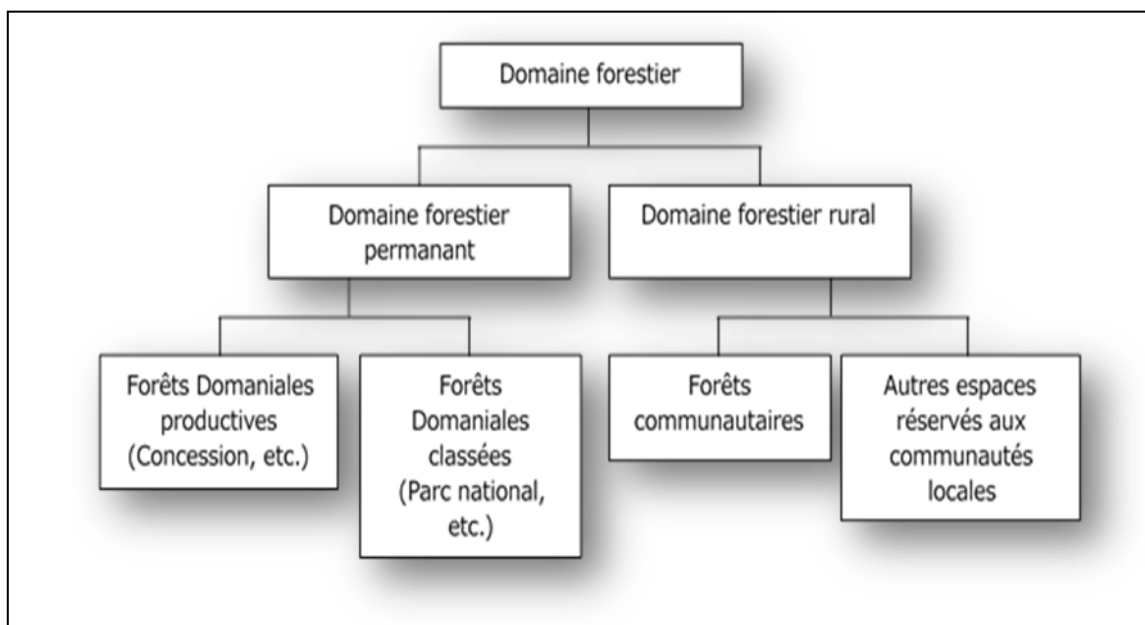 Domaine forestier
Domaine forestier
permanant
Domaine forestier rural
Forêts Domaniales
productives
(Concession, etc.)
Forêts
Domaniales
classées
(Parc national,
etc.)
Forêts
communautaires
Autres espaces
réservés aux
communautés
locales